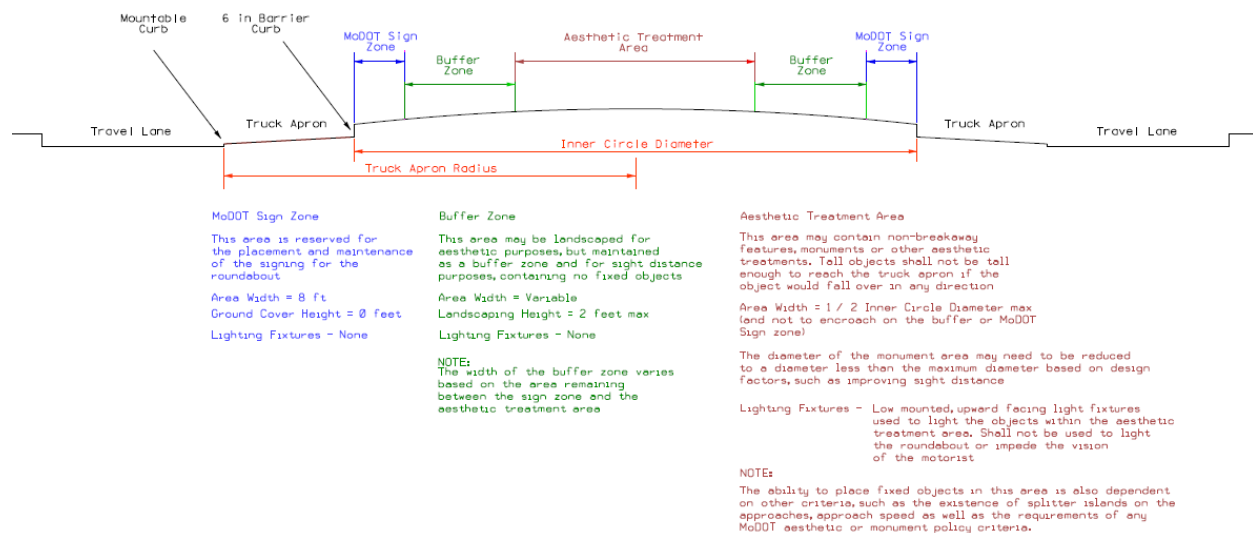 Mountable
Curb
6 in Barrier
Curb
MoDOT Sign
Zone
Aesthetic Treatment
Area
MoDOT Sign
Zone
Buffer
Zone
Buffer
Zone
Travel Lane
Truck Apron
Truck Apron
Travel Lane
Inner Circle Diameter
Truck Apron Radius
MoDOT Sign Zone
This area is reserved for
the placement and maintenance
of the signing for the
roundabout
Area Width = 8 ft
Ground Cover Height = 0 feet
Lighting Fixtures - None
Buffer Zone
This area may be landscaped for
aesthetic purposes, but maintained
as a buffer zone and for sight distance
purposes, containing no fixed objects
Area Width = Variable
Landscaping Height = 2 feet max
Lighting Fixtures - None
NOTE:
The width of the buffer zone varies
based on the area remaining
between the sign zone and the
aesthetic treatment area
Aesthetic Treatment Area
This area may contain non-breakaway
features, monuments or other aesthetic
treatments. Tall objects shall not be tall
enough to reach the truck apron if the
object would fall over in any direction
Area Width = 1 / 2 Inner Circle Diameter max
(and not to encroach on the buffer or MoDOT
Sign zone)
The diameter of the monument area may need to be reduced
to a diameter less than the maximum diameter based on design
factors, such as improving sight distance
Lighting Fixtures - Low mounted, upward facing light fixtures
used to light the objects within the aesthetic
treatment area. Shall not be used to light
the roundabout or impede the vision
of the motorist
NOTE:
The ability to place fixed objects in this area is also dependent
on other criteria, such as the existence of splitter islands on the
approaches, approach speed as well as the requirements of any
MoDOT aesthetic or monument policy criteria.